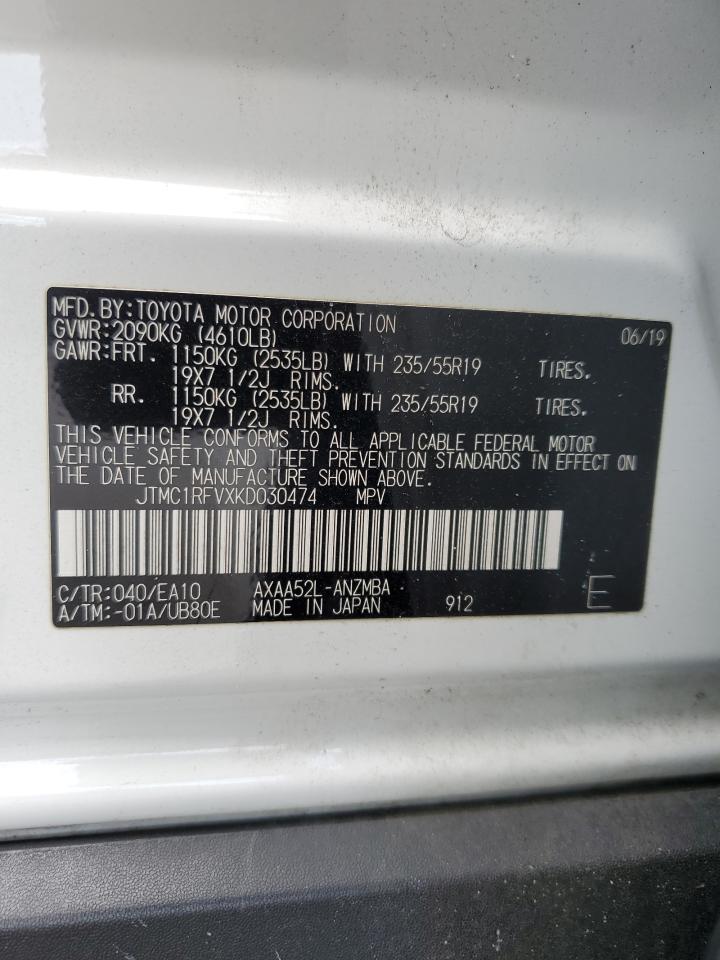 MFD.BY:TOYOTA MOTOR CORPORATION 06/19
GVWR:2090KG (4610LB)
GAWR:FRT. 1150KG (2535LB) WITH 235/55R19 TIRES.
19X7 1/2J RIMS.
RR. 1150KG (2535LB) WITH 235/55R19 TIRES.
19X7 1/2J RIMS.
THIS VEHICLE CONFORMS TO ALL APPLICABLE FEDERAL MOTOR
VEHICLE SAFETY AND THEFT PREVENTION STANDARDS IN EFFECT ON
THE DATE OF MANUFACTURE SHOWN ABOVE.
JTMC1RFVXKD030474 MPV
C/TR:040/EA10 AXAA52L-ANZMBA
A/TM:-01A/UB80E MADE IN JAPAN 912 E